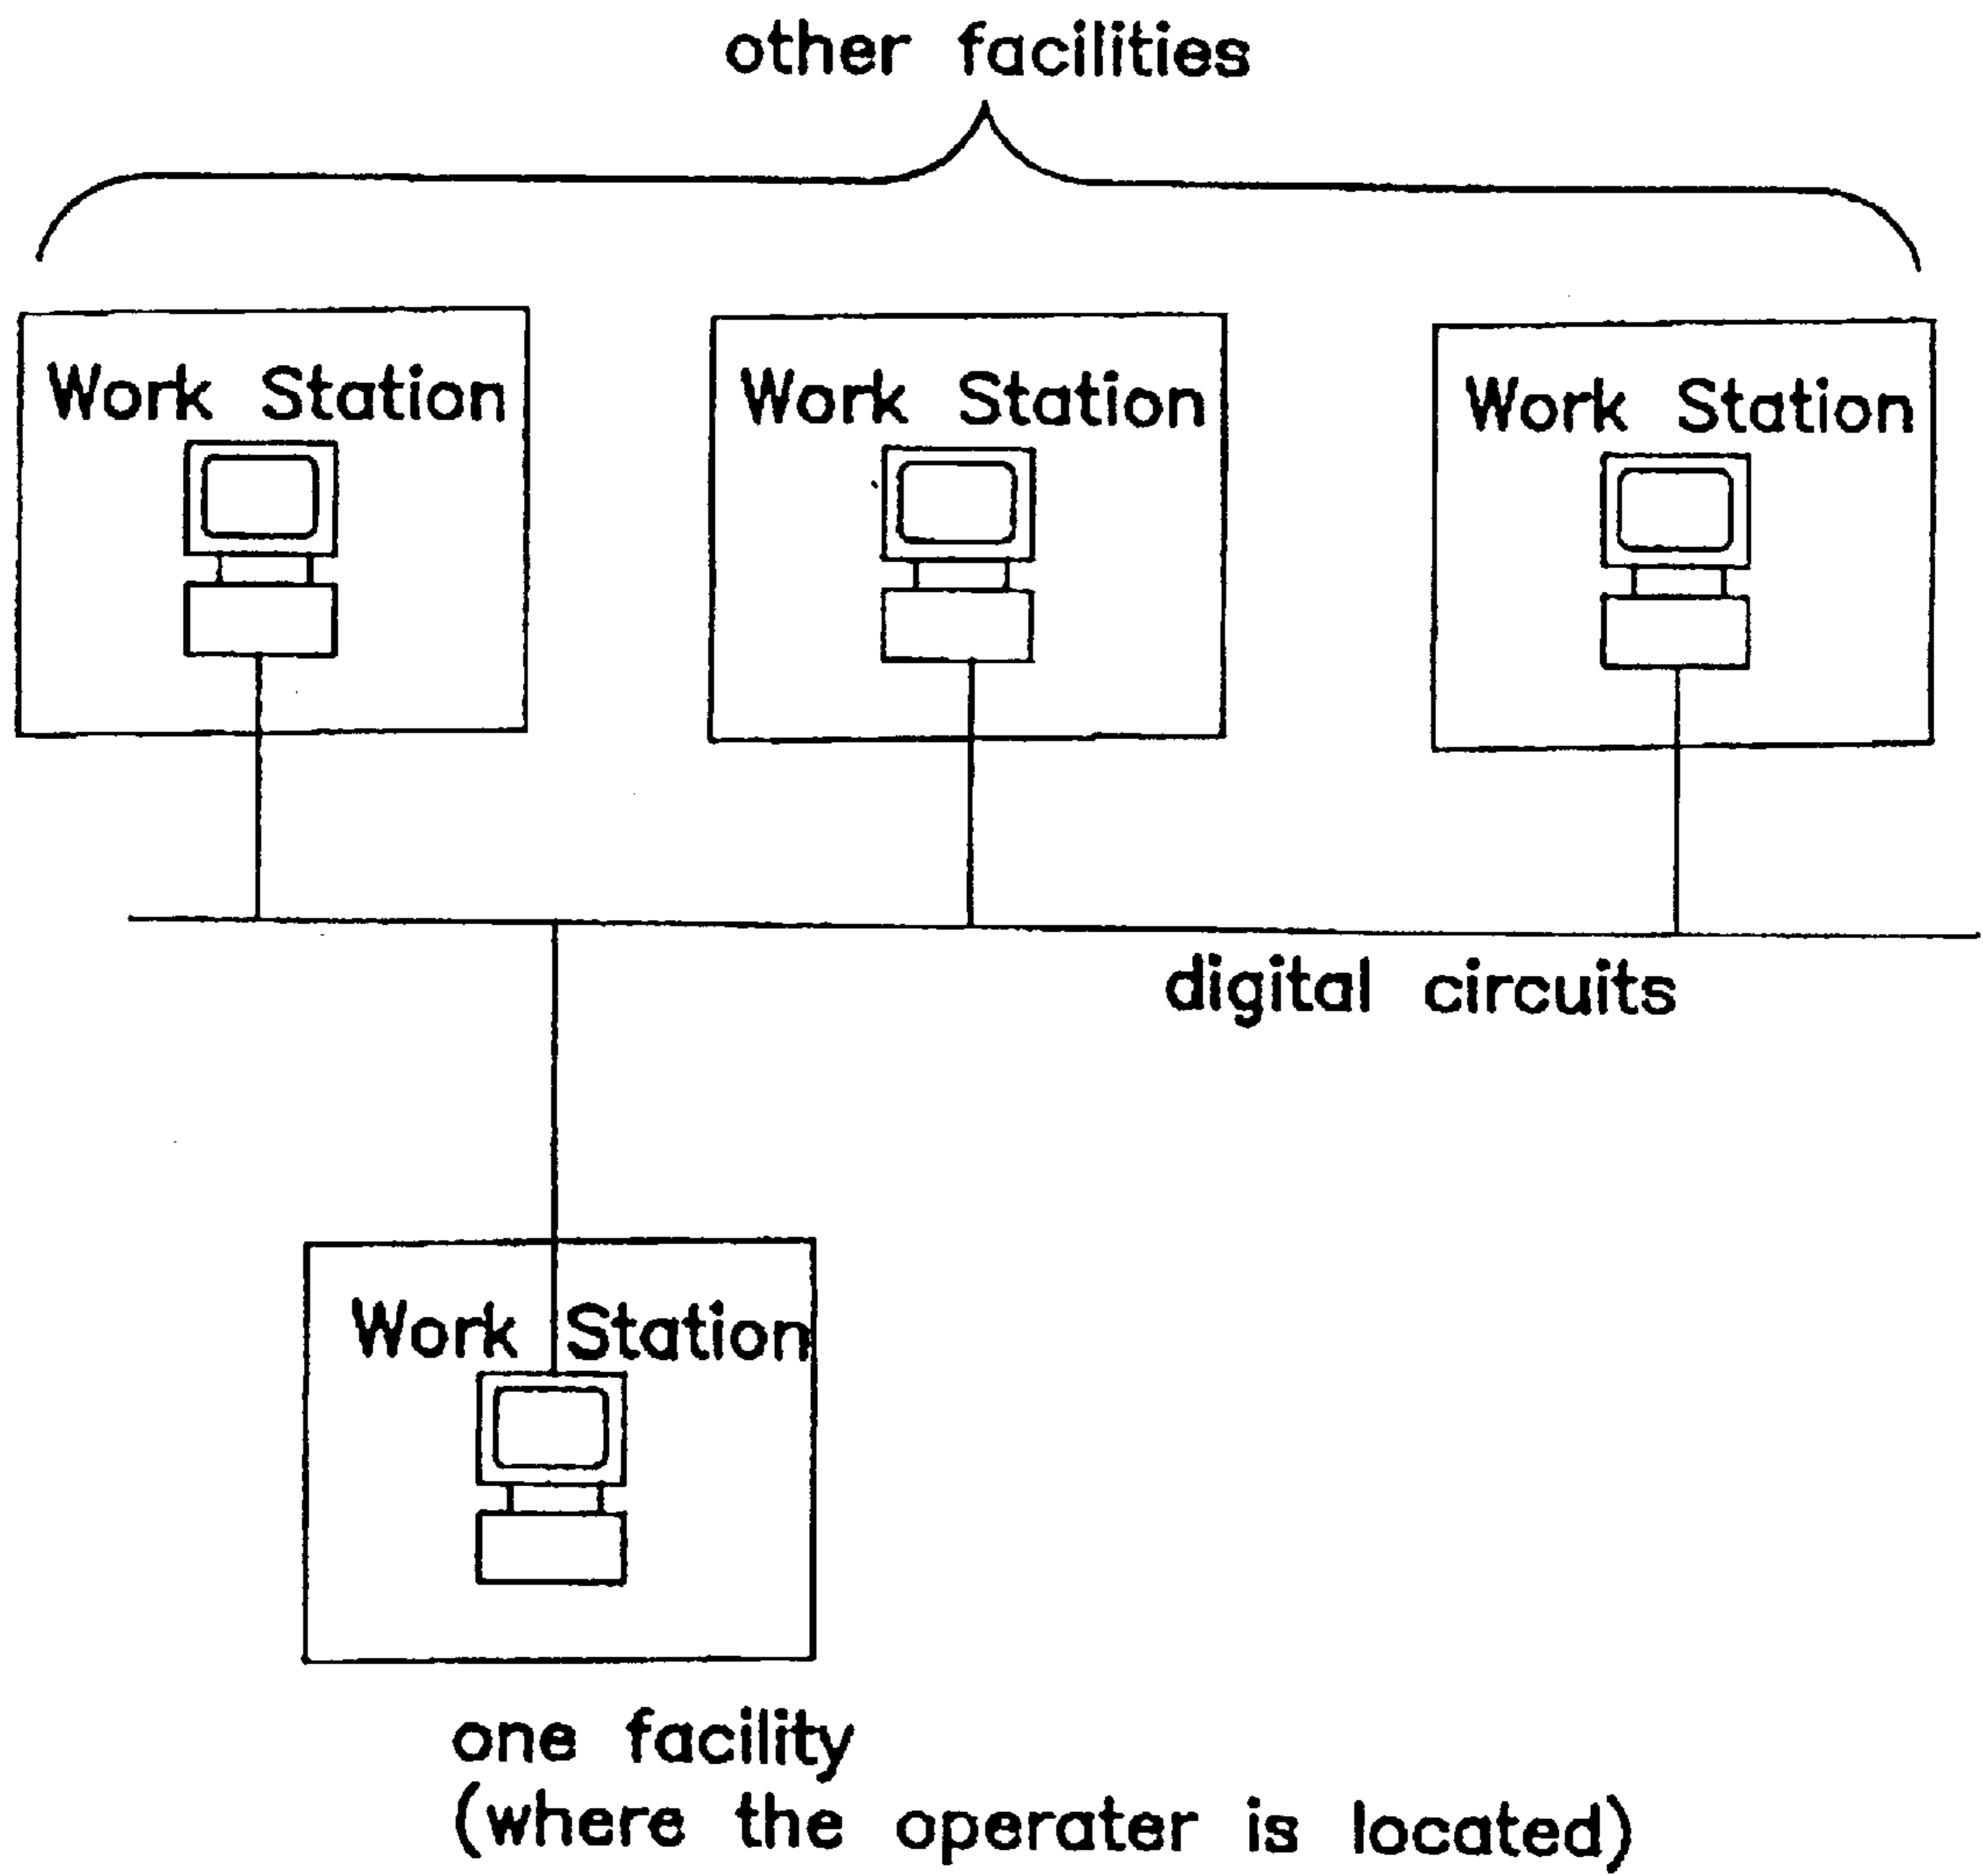 other facilities
Work Station
Work Station
Work Station
digital circuits
Work Station
one facility
(where the operater is located)